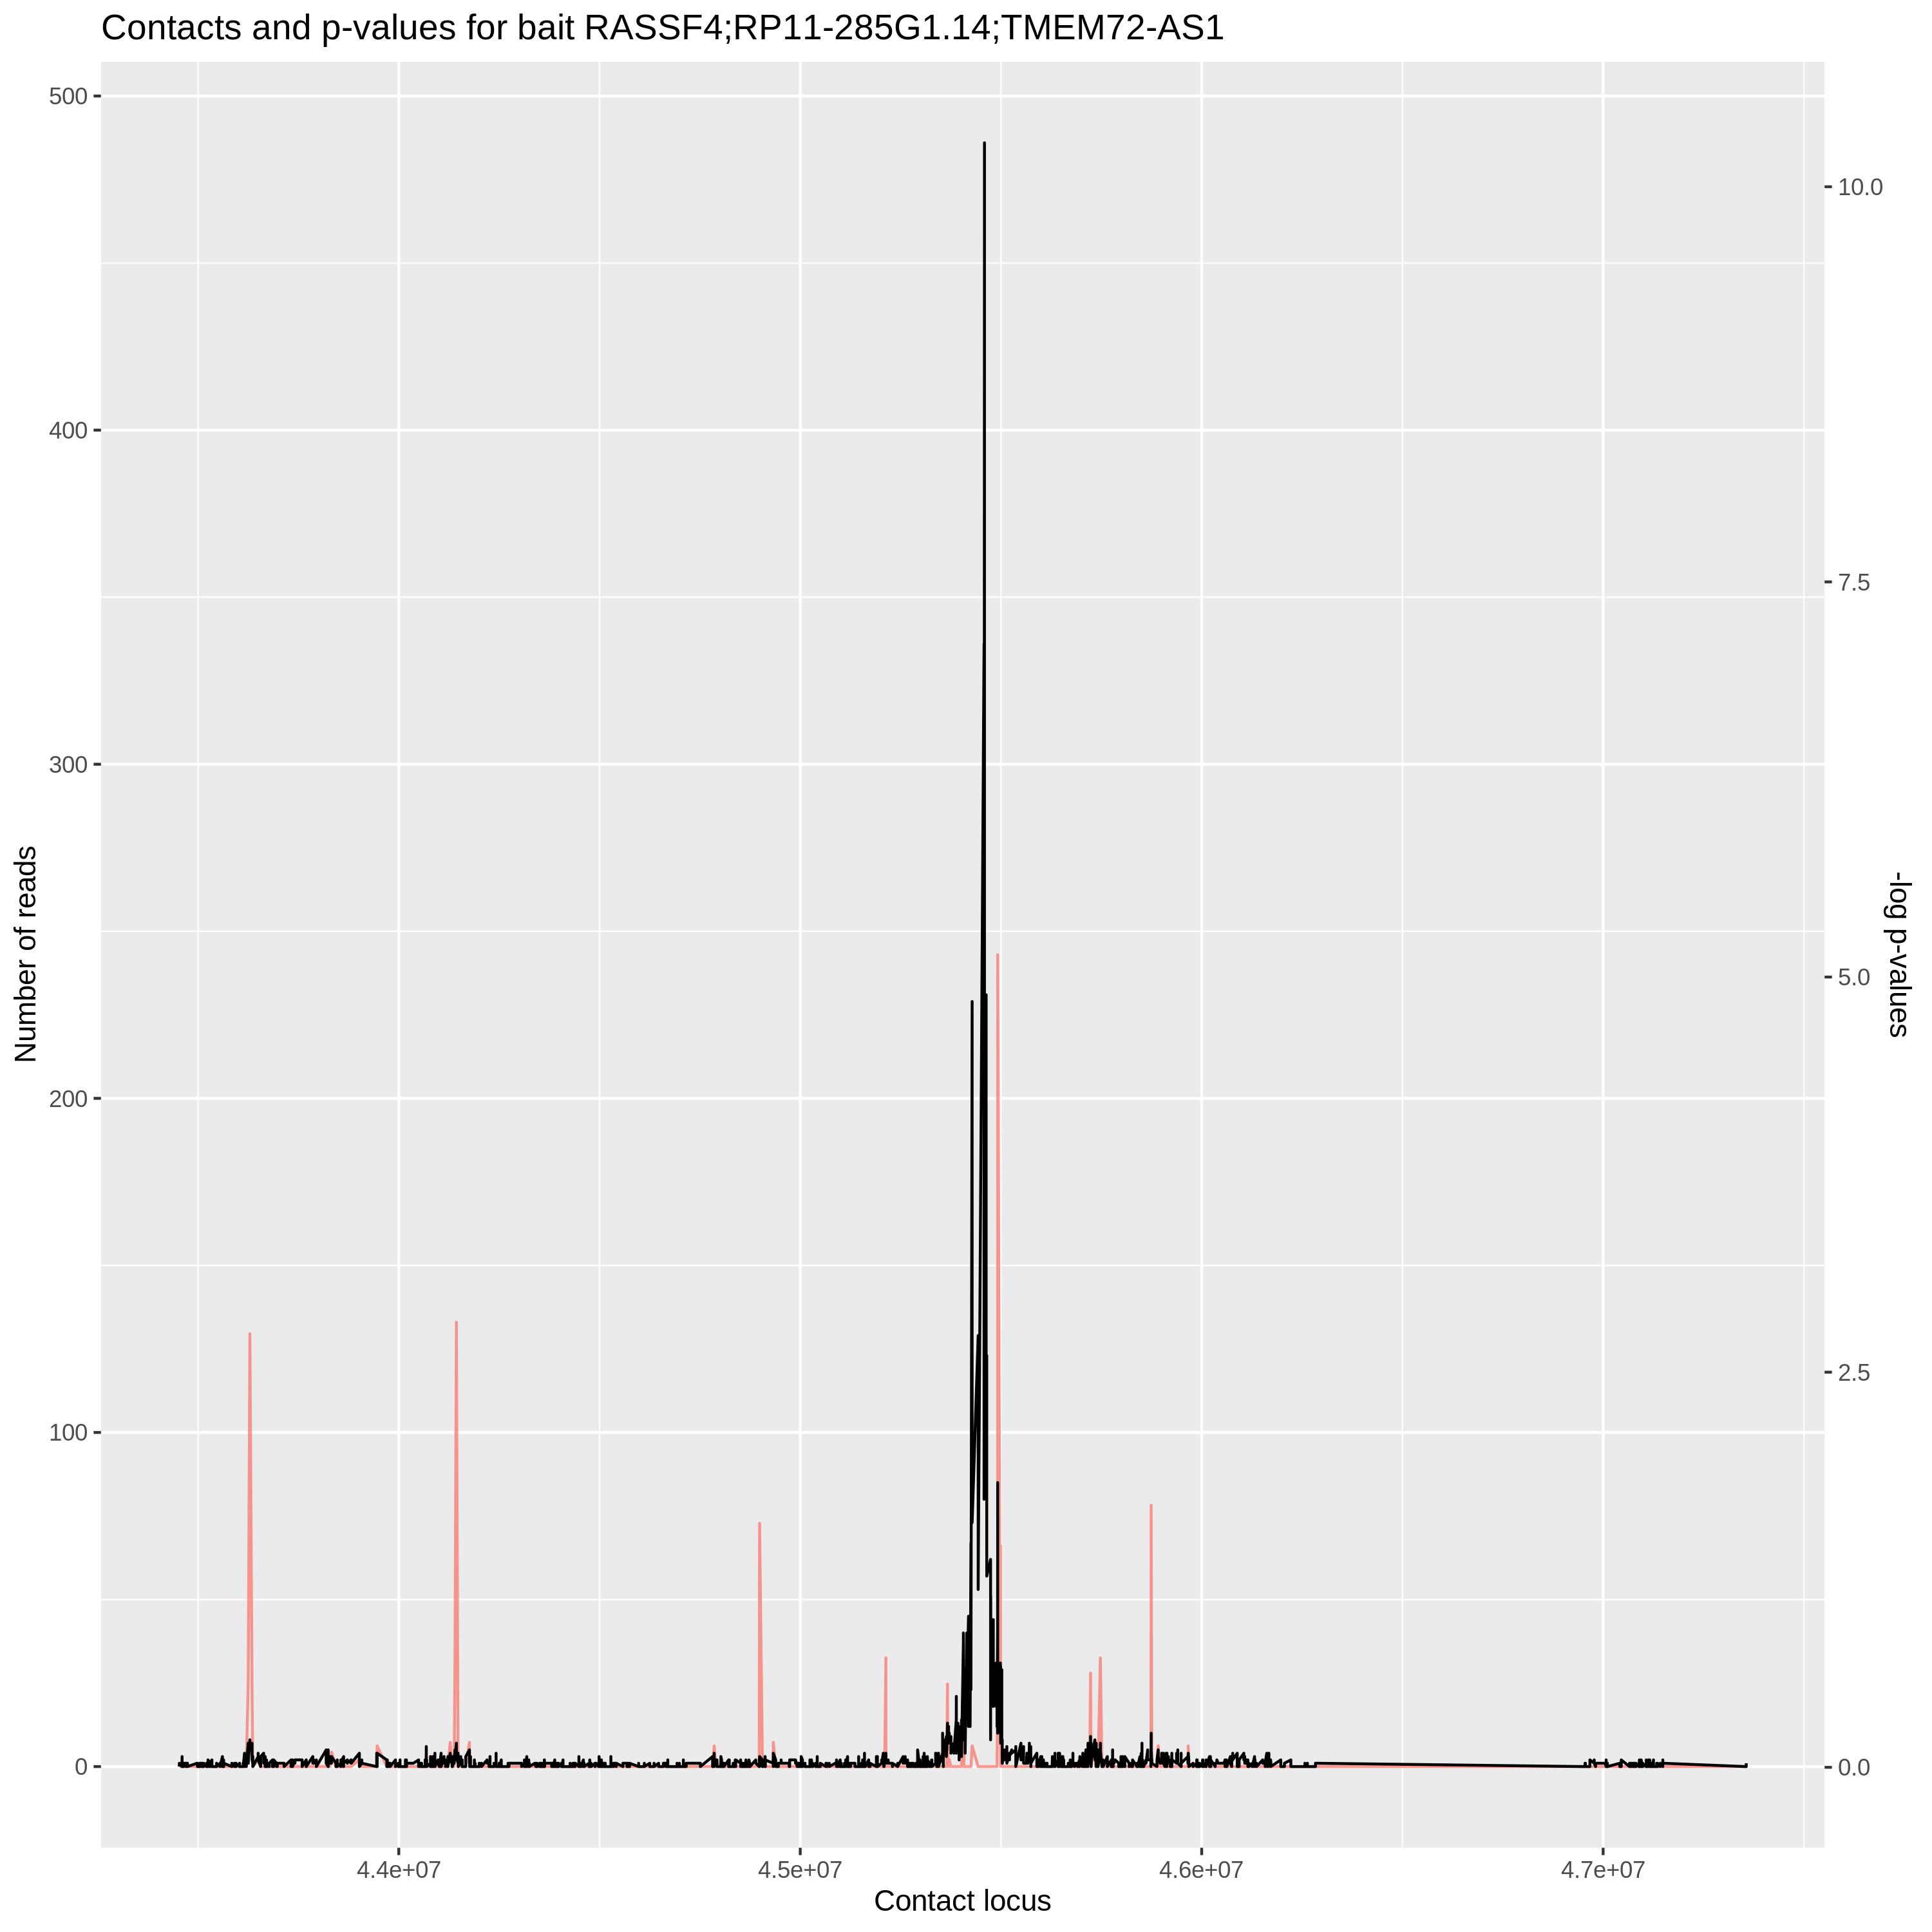 Contacts and p-values for bait RASSF4;RP11-285G1.14;TMEM72-AS1
500
400
300
200
100
0
Number of reads
10.0
7.5
5.0
2.5
0.0
-log p-values
4.4e+07
4.5e+07
4.6e+07
4.7e+07
Contact locus